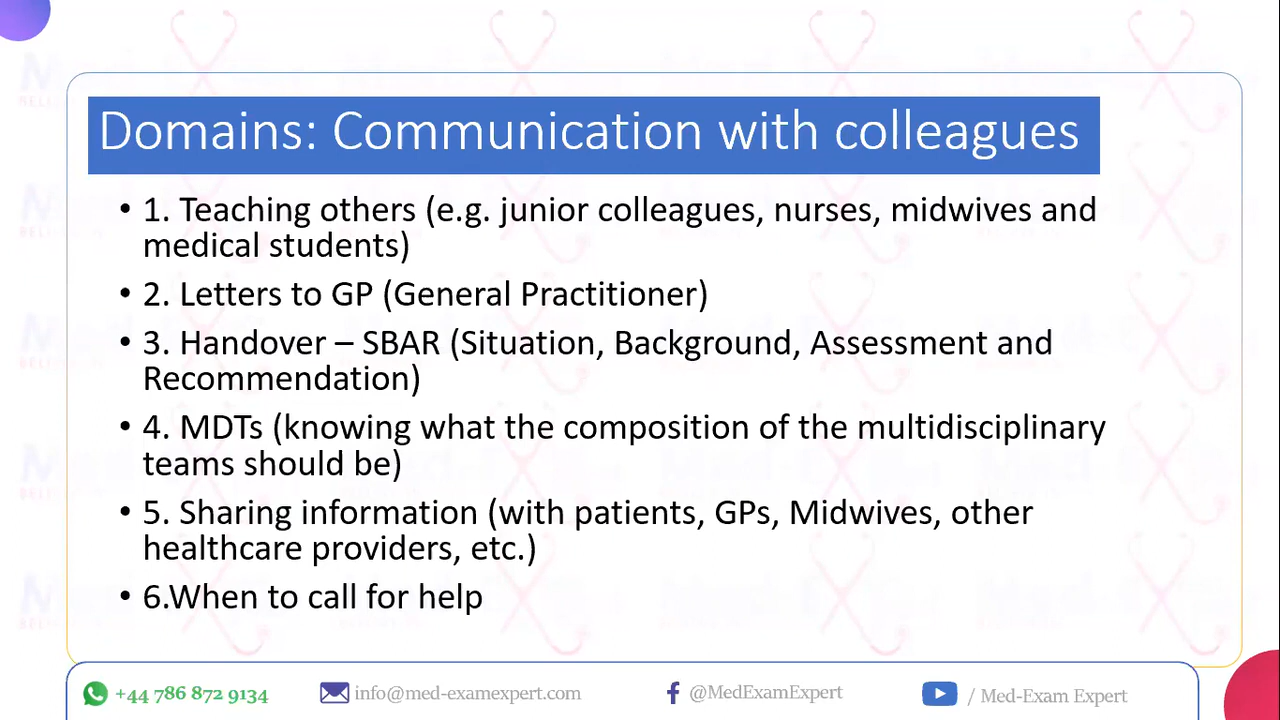 Domains: Communication with colleagues
• 1. Teaching others (e.g. junior colleagues, nurses, midwives and
medical students)
• 2. Letters to GP (General Practitioner)
• 3. Handover – SBAR (Situation, Background, Assessment and
Recommendation)
• 4. MDTs (knowing what the composition of the multidisciplinary
teams should be)
• 5. Sharing information (with patients, GPs, Midwives, other
healthcare providers, etc.)
• 6.When to call for help
+44 786 872 9134 info@med-examexpert.com @MedExamExpert / Med-Exam Expert